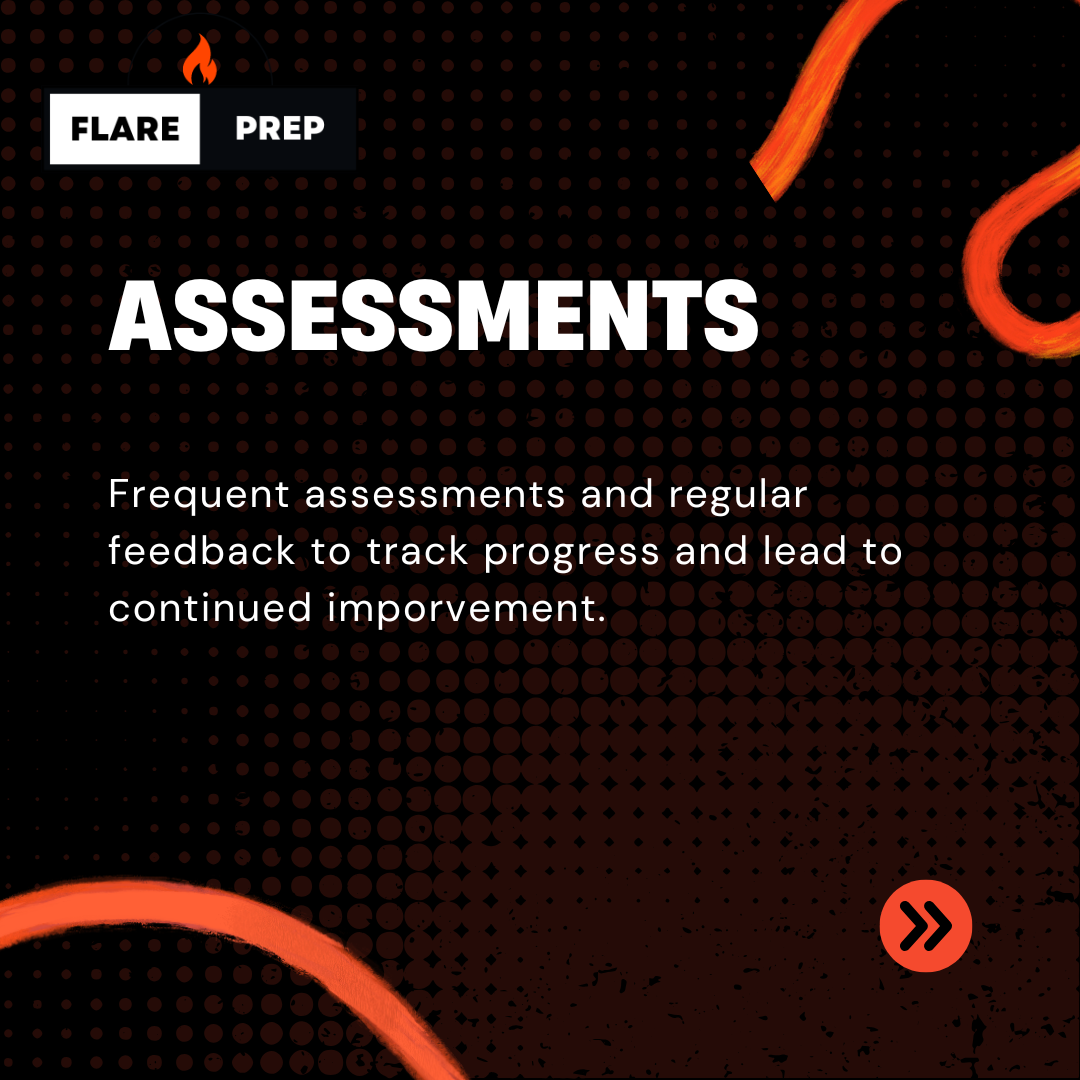 FLARE PREP
ASSESSMENTS
Frequent assessments and regular
feedback to track progress and lead to
continued imporvement.